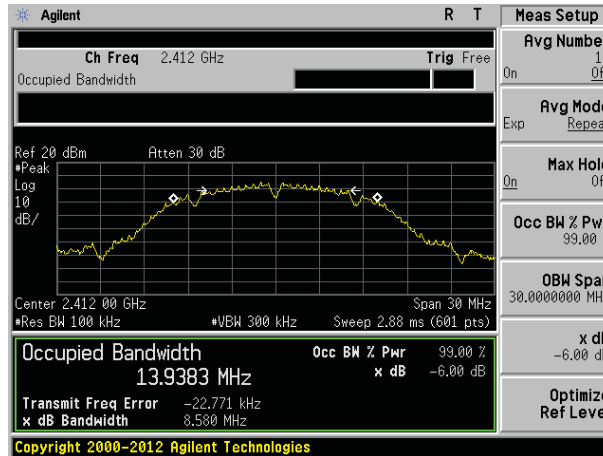 Agilent R T Meas Setup
Ch Freq 2.412 GHz Trig Free
Occupied Bandwidth
Ref 20 dBm Atten 30 dB
#Peak
Log
10
dB/
Center 2.412 00 GHz Span 30 MHz
#Res BW 100 kHz #VBW 300 kHz Sweep 2.88 ms (601 pts)
Occupied Bandwidth Occ BW % Pwr 99.00 %
13.9383 MHz x dB -6.00 dB
Transmit Freq Error -22.771 kHz
x dB Bandwidth 8.580 MHz
Copyright 2000-2012 Agilent Technologies
Avg Numbe
1
On Of
Avg Mod
Exp Repea
Max Hol
On Of
Occ BW % Pw
99.00
OBW Spa
30.0000000 MH
x d
-6.00 d
Optimiz
Ref Leve